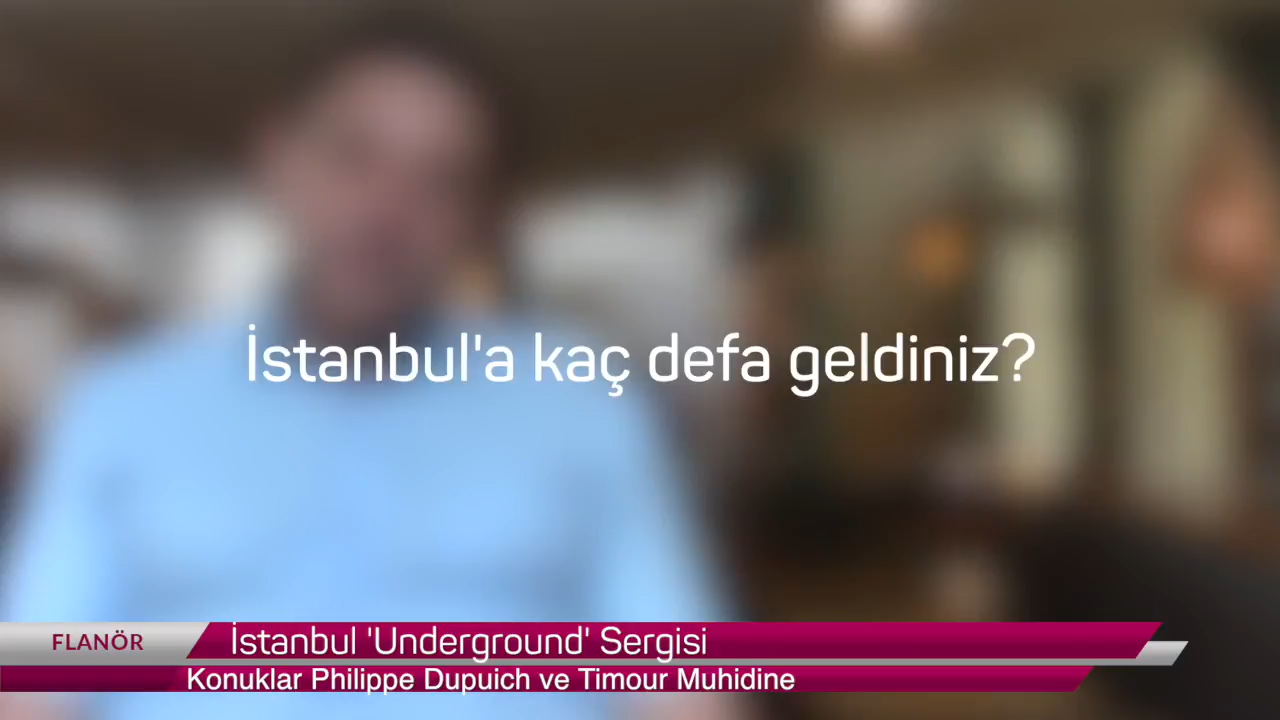 İstanbul'a kaç defa geldiniz?
FLANÖR
İstanbul 'Underground' Sergisi
Konuklar Philippe Dupuich ve Timour Muhidine